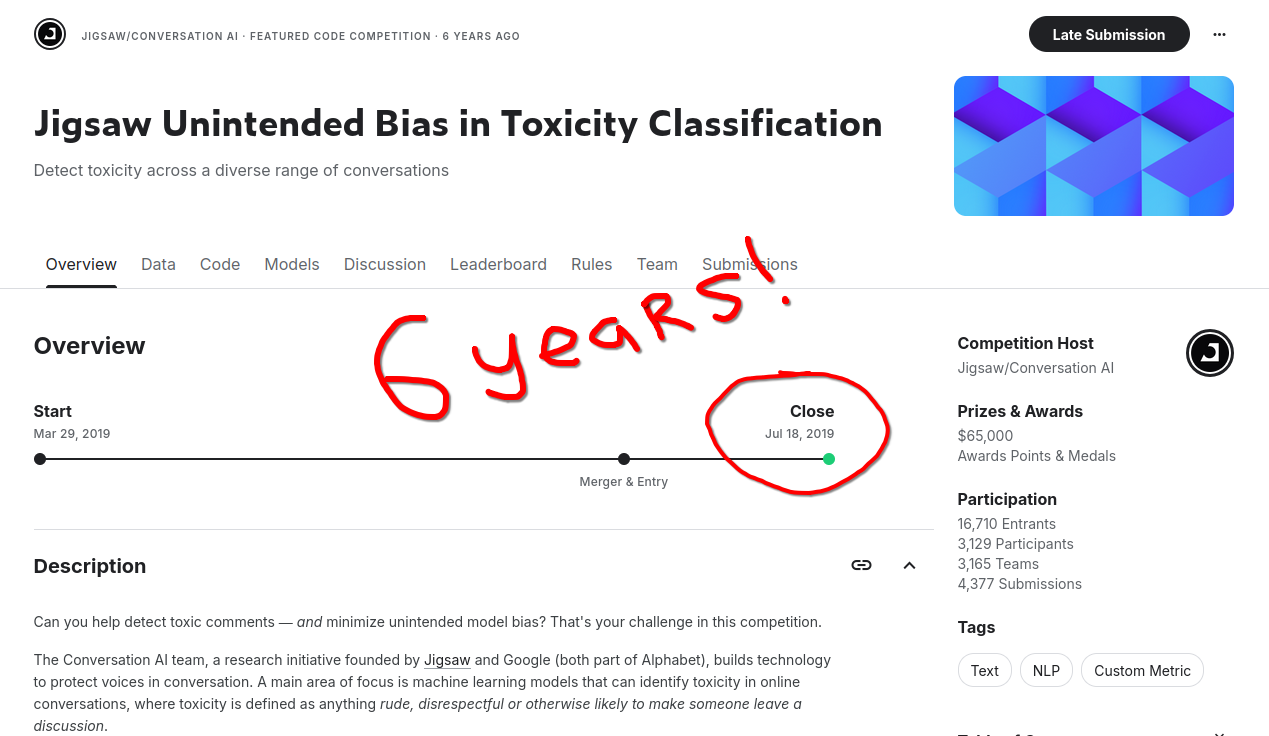 JIGSAW/CONVERSATION AI · FEATURED CODE COMPETITION · 6 YEARS AGO
Late Submission
Jigsaw Unintended Bias in Toxicity Classification
Detect toxicity across a diverse range of conversations
Overview Data Code Models Discussion Leaderboard Rules Team Submissions
6 years!
Overview
Start
Mar 29, 2019
Close
Jul 18, 2019
Merger & Entry
Description
Can you help detect toxic comments — and minimize unintended model bias? That's your challenge in this competition.
The Conversation AI team, a research initiative founded by Jigsaw and Google (both part of Alphabet), builds technology
to protect voices in conversation. A main area of focus is machine learning models that can identify toxicity in online
conversations, where toxicity is defined as anything rude, disrespectful or otherwise likely to make someone leave a
discussion.
Competition Host
Jigsaw/Conversation AI
Prizes & Awards
$65,000
Awards Points & Medals
Participation
16,710 Entrants
3,129 Participants
3,165 Teams
4,377 Submissions
Tags
Text NLP Custom Metric